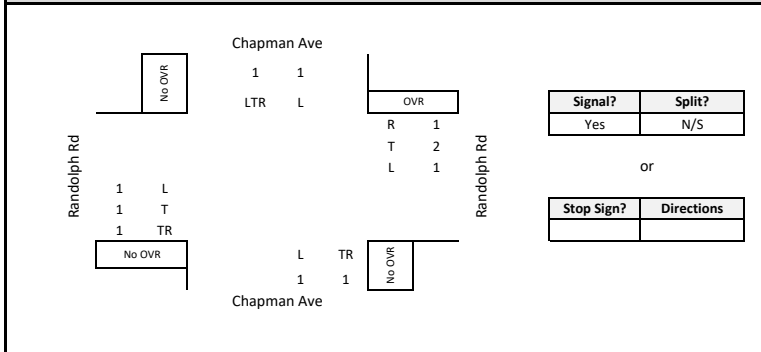 Chapman Ave
No OVR
1 1
LTR L
OVR
R 1
T 2
L 1
Randolph Rd
Randolph Rd
1 L
1 T
1 TR
No OVR
L TR
1 1
No OVR
Chapman Ave
Signal? Split?
Yes N/S
or
Stop Sign? Directions